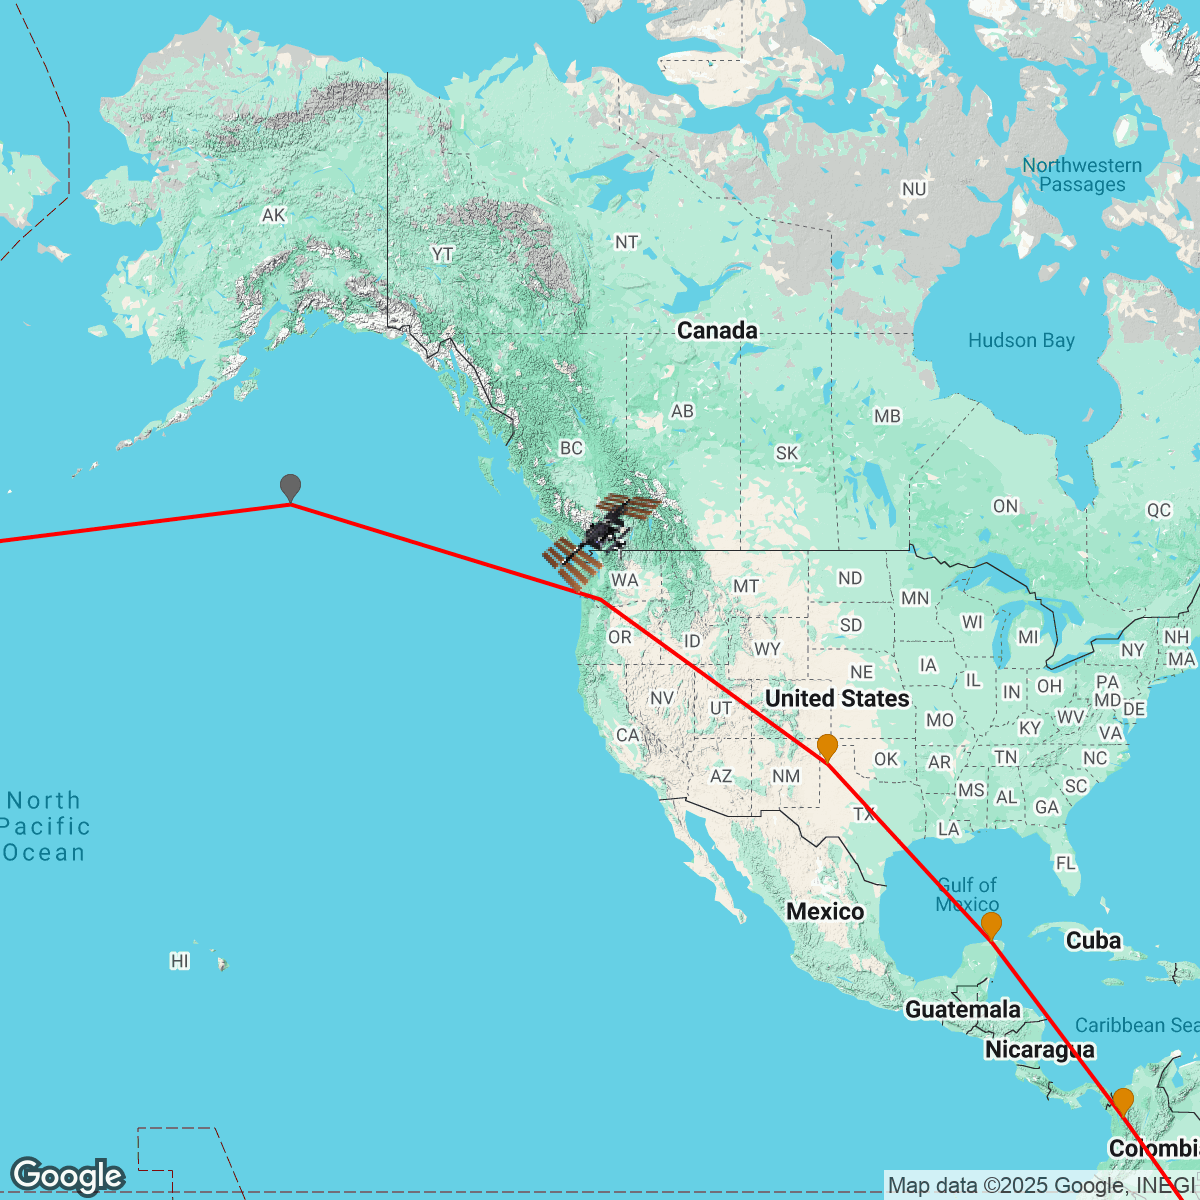 Northwestern
Passages
NU
AK
NT
YT
Canada
Hudson Bay
AB
MB
BC
SK
ON
QC
WA
MT
ND
MN
OR
ID
SD
WI
MI
NH
NY
MA
WY
NE
IA
IL
IN
OH
PA
NV
UT
United States
MD
DE
MO
KY
WV
VA
CA
OK
AR
TN
NC
AZ
NM
MS
AL
SC
GA
TX
LA
North
Pacific
Ocean
FL
Gulf of
Mexico
Mexico
Cuba
HI
Guatemala
Caribbean Sea
Nicaragua
Colombi
Google
Map data ©2025 Google, INEGI